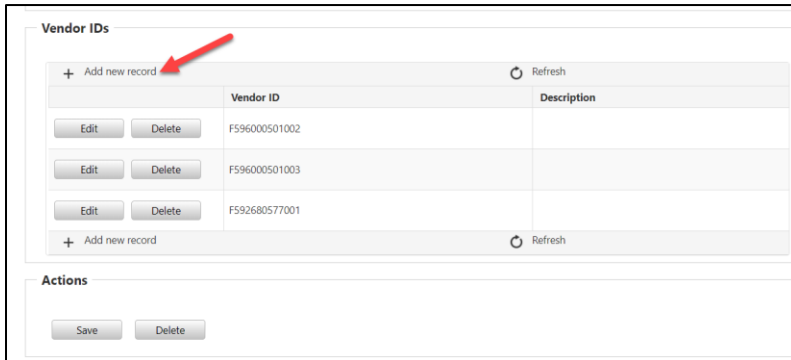 Vendor IDs
Add new record Refresh
Vendor ID Description
Edit Delete F596000501002
Edit Delete F596000501003
Edit Delete F592680577001
Add new record Refresh
Actions
Save Delete